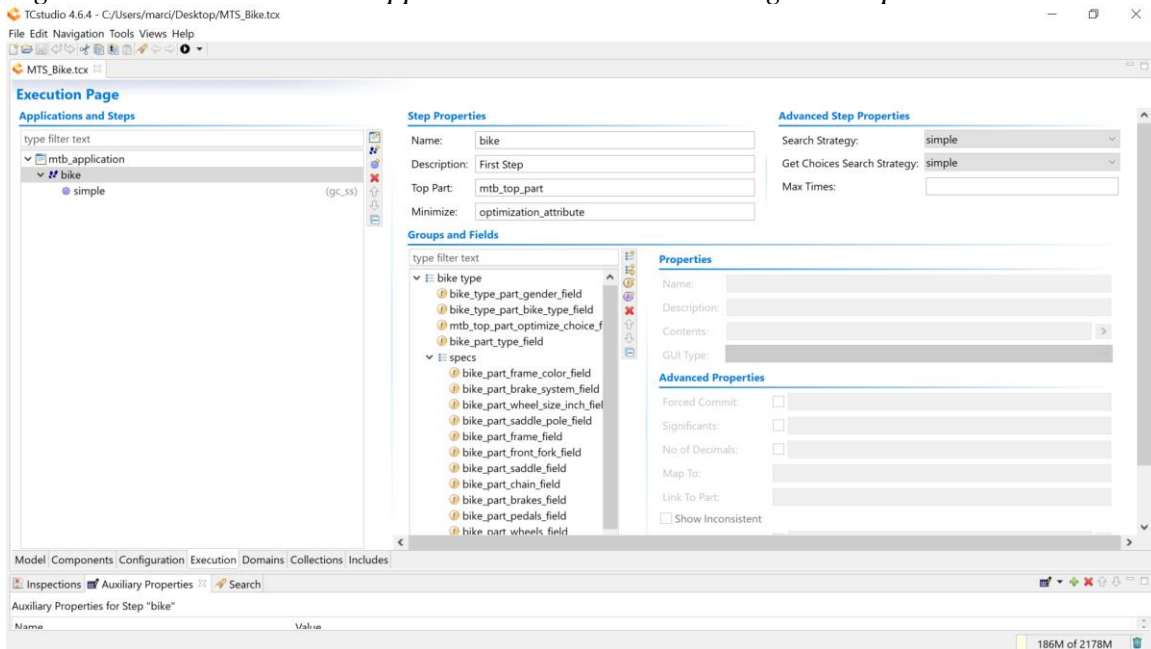 TCstudio 4.6.4 - C:/Users/marci/Desktop/MTS_Bike.tcx
File Edit Navigation Tools Views Help
MTS_Bike.tcx
Execution Page
Applications and Steps
type filter text
mtb_application
bike
simple (gc_ss)
Step Properties
Name: bike
Description: First Step
Top Part: mtb_top_part
Minimize: optimization_attribute
Advanced Step Properties
Search Strategy: simple
Get Choices Search Strategy: simple
Max Times:
Groups and Fields
type filter text
bike type
bike_type_part_gender_field
bike_type_part_bike_type_field
mtb_top_part_optimize_choice_f
bike_part_type_field
specs
bike_part_frame_color_field
bike_part_brake_system_field
bike_part_wheel_size_inch_fiel
bike_part_saddle_pole_field
bike_part_frame_field
bike_part_front_fork_field
bike_part_saddle_field
bike_part_chain_field
bike_part_brakes_field
bike_part_pedals_field
bike_part_wheels_field
Properties
Name:
Description:
Contents:
GUI Type:
Advanced Properties
Forced Commit:
Significants:
No of Decimals:
Map To:
Link To Part:
Show Inconsistent
Model Components Configuration Execution Domains Collections Includes
Inspections Auxiliary Properties Search
Auxiliary Properties for Step "bike"
Name Value
186M of 2178M